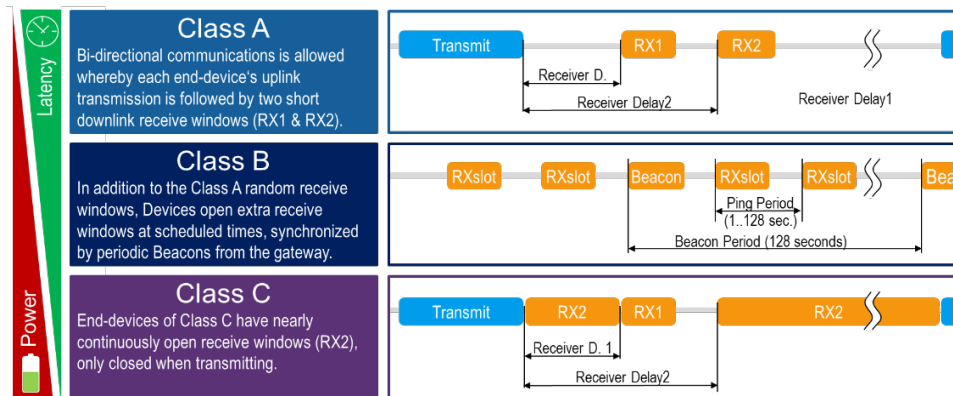 Latency
Power
Class A
Bi-directional communications is allowed
whereby each end-device's uplink
transmission is followed by two short
downlink receive windows (RX1 & RX2).
Transmit
RX1
RX2
Receiver D.
Receiver Delay2
Receiver Delay1
Class B
In addition to the Class A random receive
windows, Devices open extra receive
windows at scheduled times, synchronized
by periodic Beacons from the gateway.
RXslot
RXslot
Beacon
RXslot
RXslot
Bea
Ping Period
(1..128 sec.)
Beacon Period (128 seconds)
Class C
End-devices of Class C have nearly
continuously open receive windows (RX2),
only closed when transmitting.
Transmit
RX2
RX1
RX2
Receiver D. 1
Receiver Delay2